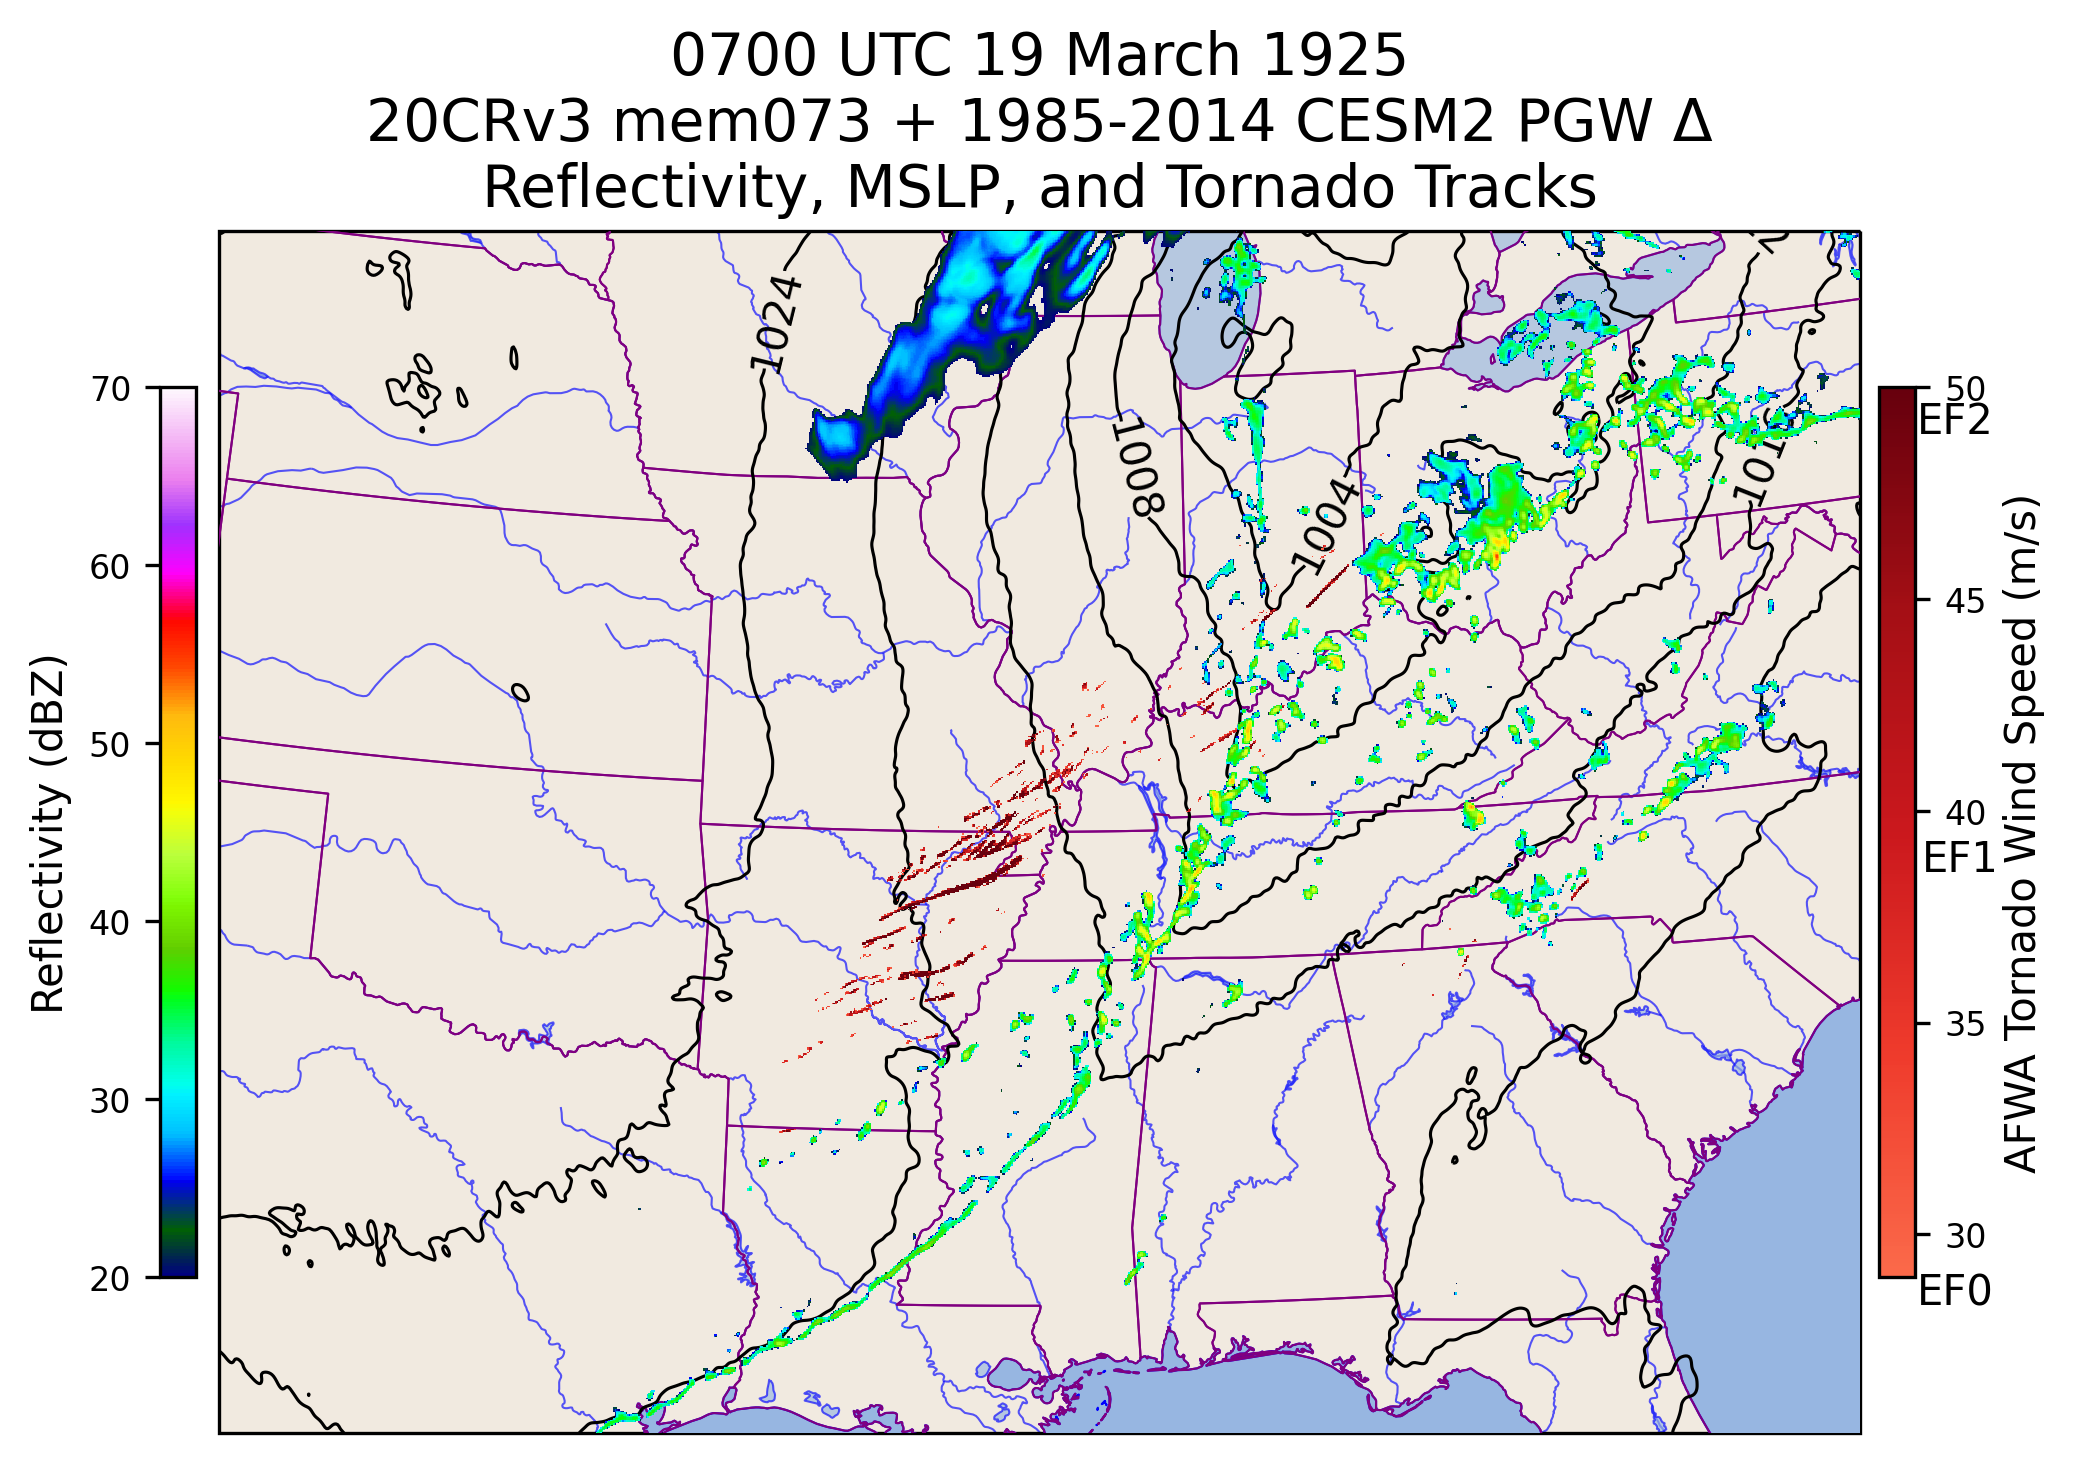 0700 UTC 19 March 1925
20CRv3 mem073 + 1985-2014 CESM2 PGW Δ
Reflectivity, MSLP, and Tornado Tracks
Reflectivity (dBZ)
70
60
50
40
30
20
1024
1008
1004
101
50
EF2
45
40
EF1
35
30
EF0
AFWA Tornado Wind Speed (m/s)